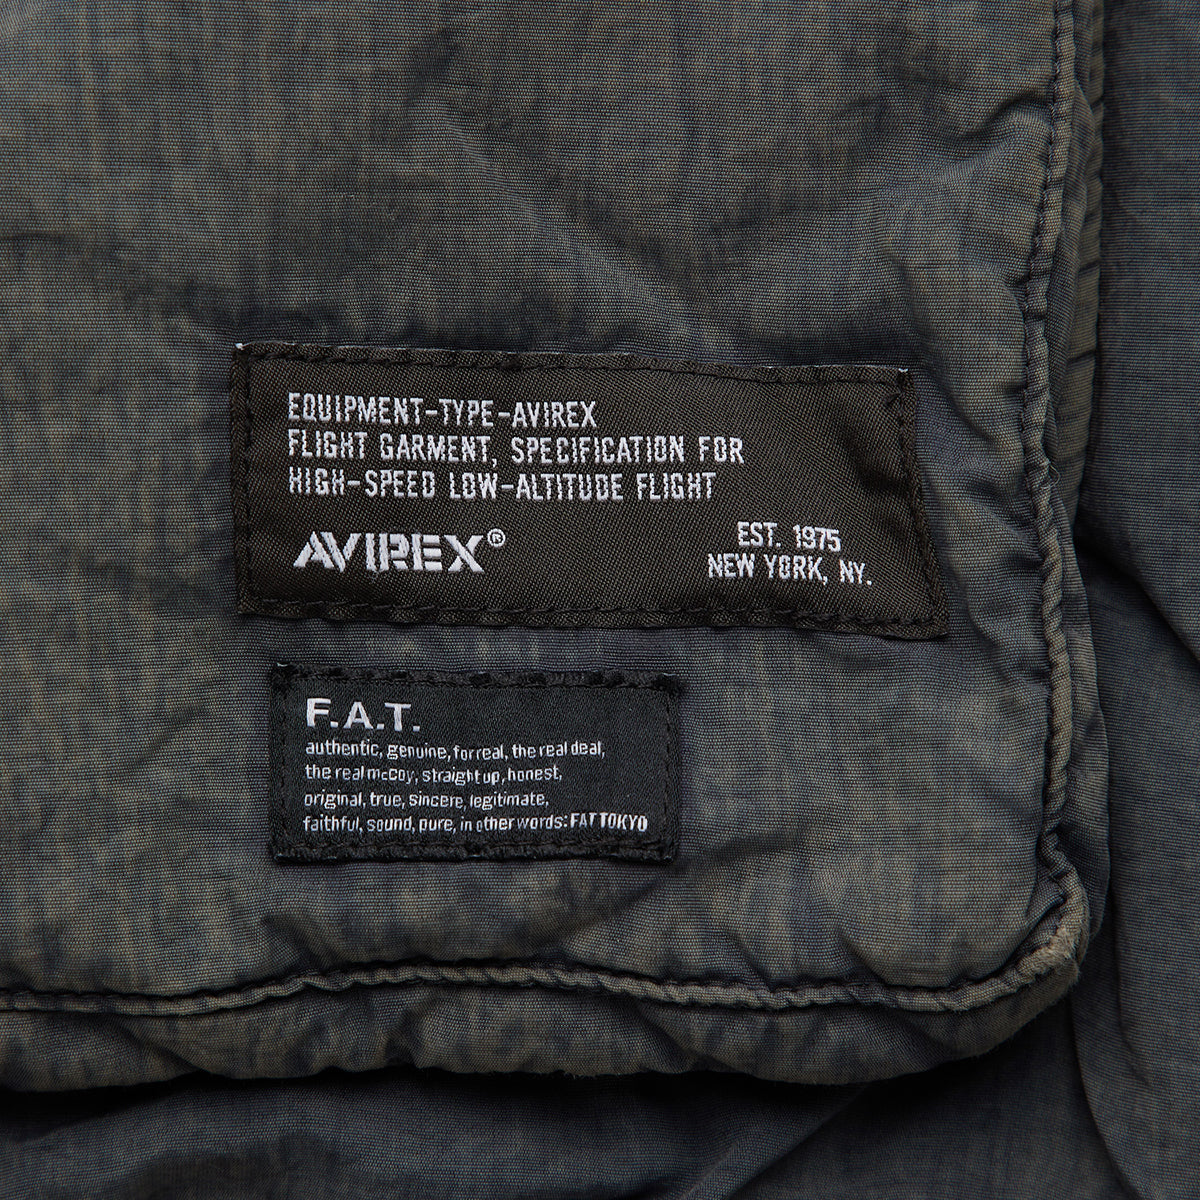 EQUIPMENT-TYPE-AVIREX
FLIGHT GARMENT, SPECIFICATION FOR
HIGH-SPEED LOW-ALTITUDE FLIGHT
AVIREX®
EST. 1975
NEW YORK, NY.
F.A.T.
authentic, genuine, for real, the real deal,
the real mcCoy, straight up, honest,
original, true, sincere, legitimate,
faithful, sound, pure, in other words: FAT TOKYO